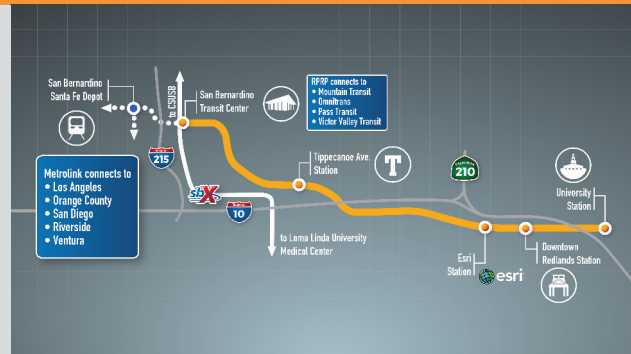 San Bernardino
Santa Fe Depot
to CSUSB
San Bernardino
Transit Center
RPRP connects to
• Mountain Transit
• Omnitrans
• Pass Transit
• Victor Valley Transit
215
Metrolink connects to
• Los Angeles
• Orange County
• San Diego
• Riverside
• Ventura
sbX
10
Tippecanoe Ave.
Station
T
210
University
Station
to Loma Linda University
Medical Center
Esri
Station
esri
Downtown
Redlands Station